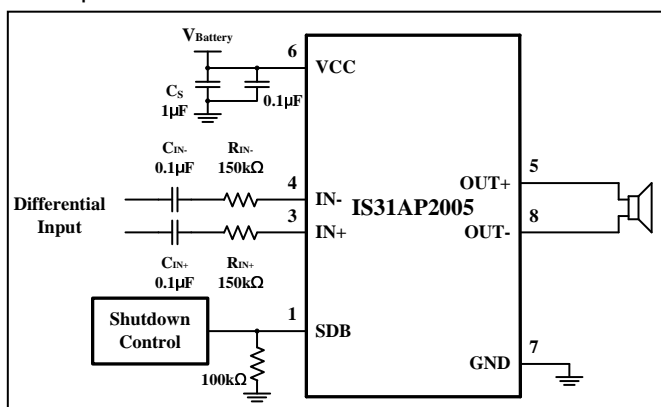 VBattery
6
VCC
CS
1µF
0.1µF
CIN-
0.1µF
RIN-
150kΩ
4
IN-
Differential
Input
3
IN+
IS31AP2005
CIN+
0.1µF
RIN+
150kΩ
OUT+
5
OUT-
8
Shutdown
Control
1
SDB
100kΩ
GND
7